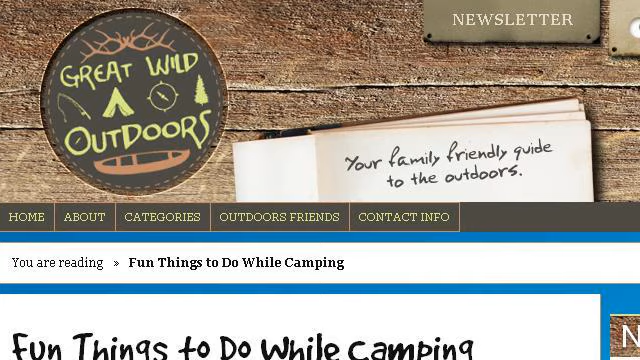 NEWSLETTER
GREAT WILD
OUTDOORS
Your family friendly guide
to the outdoors.
HOME ABOUT CATEGORIES OUTDOORS FRIENDS CONTACT INFO
You are reading » Fun Things to Do While Camping
Fun Things to Do While Camping